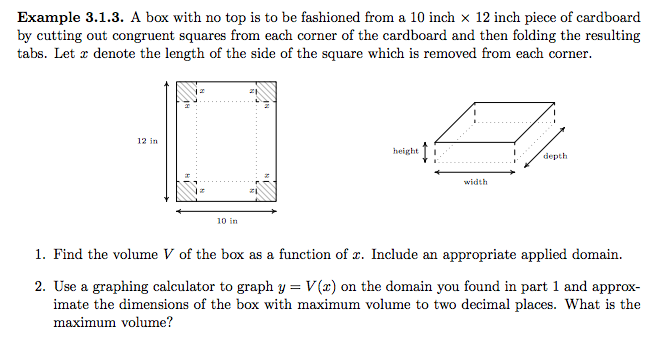 Example 3.1.3. A box with no top is to be fashioned from a 10 inch × 12 inch piece of cardboard
by cutting out congruent squares from each corner of the cardboard and then folding the resulting
tabs. Let x denote the length of the side of the square which is removed from each corner.
x x
x x
12 in
height
depth
x x
width
x x
10 in
1. Find the volume V of the box as a function of x. Include an appropriate applied domain.
2. Use a graphing calculator to graph y = V(x) on the domain you found in part 1 and approx-
imate the dimensions of the box with maximum volume to two decimal places. What is the
maximum volume?